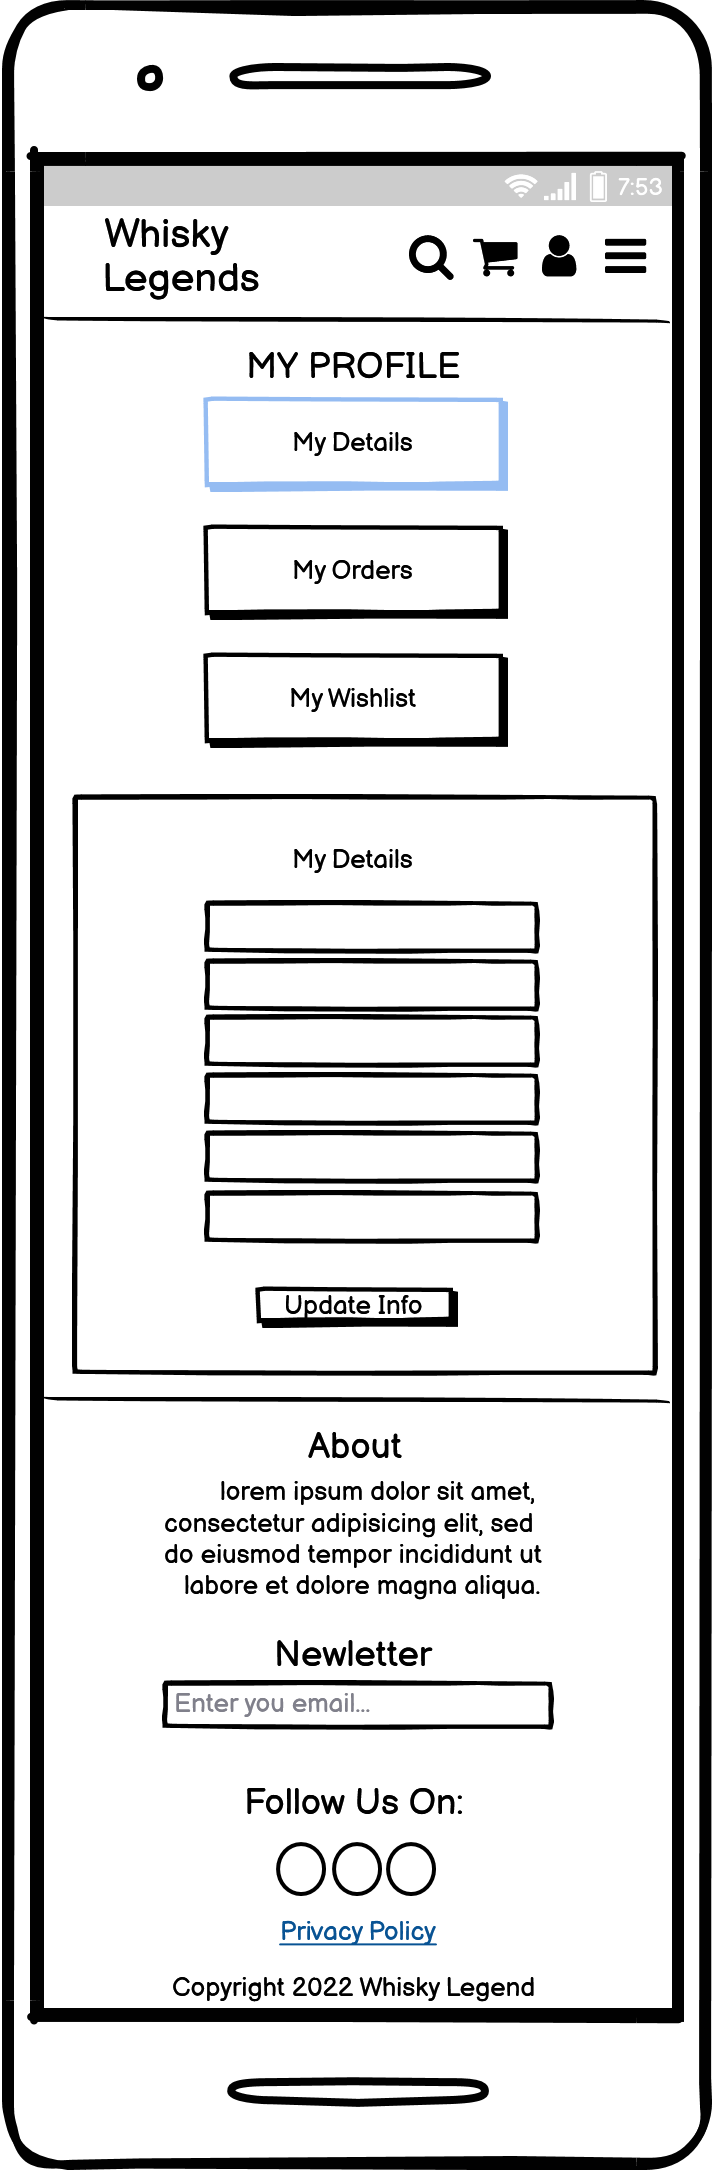 7:53
Whisky
Legends
MY PROFILE
My Details
My Orders
My Wishlist
My Details
Update Info
About
lorem ipsum dolor sit amet,
consectetur adipisicing elit, sed
do eiusmod tempor incididunt ut
labore et dolore magna aliqua.
Newletter
Enter you email...
Follow Us On:
Privacy Policy
Copyright 2022 Whisky Legend